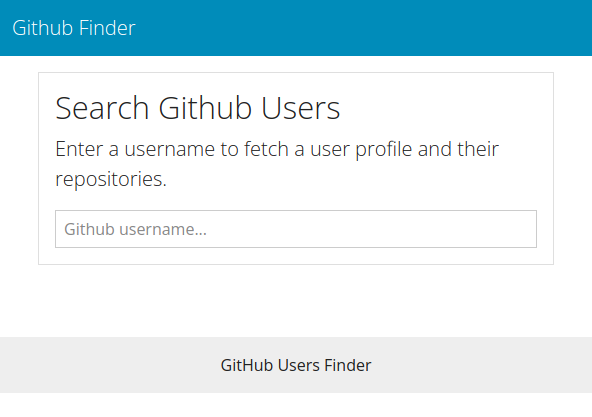 Github Finder
Search Github Users
Enter a username to fetch a user profile and their
repositories.
Github username...
GitHub Users Finder